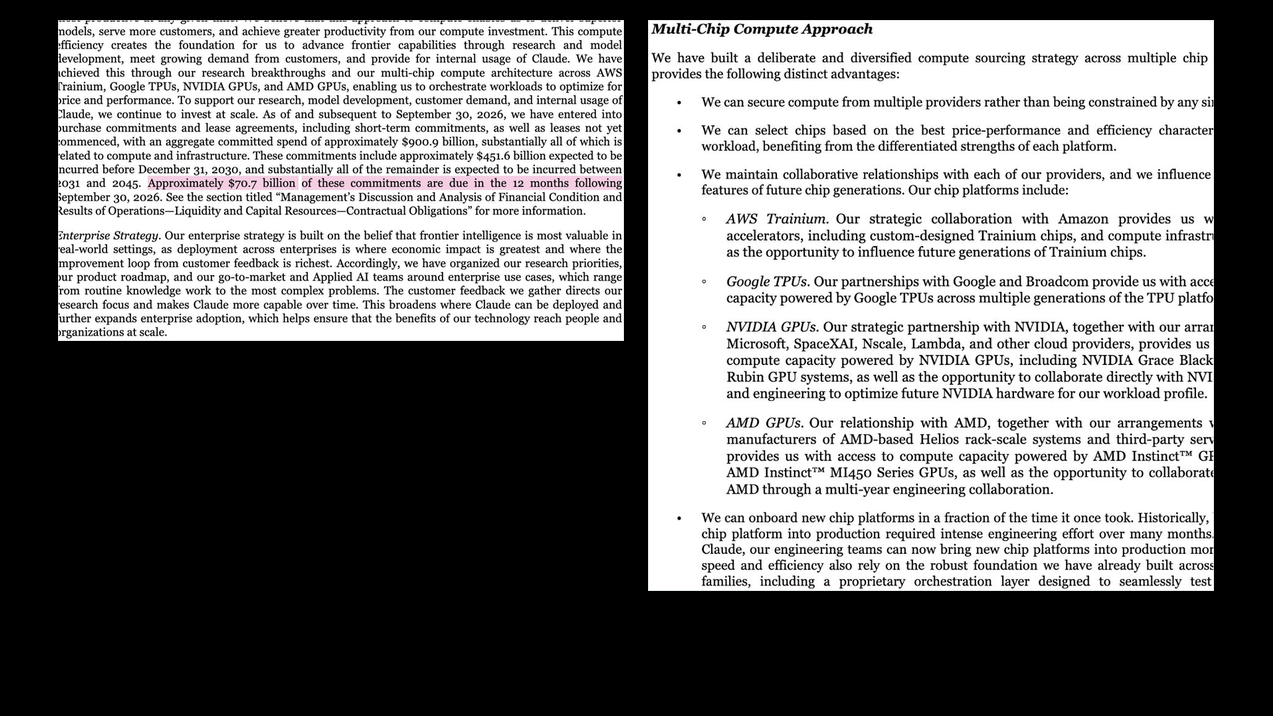 models, serve more customers, and achieve greater productivity from our compute investment. This compute
efficiency creates the foundation for us to advance frontier capabilities through research and model
development, meet growing demand from customers, and provide for internal usage of Claude. We have
achieved this through our research breakthroughs and our multi-chip compute architecture across AWS
Trainium, Google TPUs, NVIDIA GPUs, and AMD GPUs, enabling us to orchestrate workloads to optimize for
price and performance. To support our research, model development, customer demand, and internal usage of
Claude, we continue to invest at scale. As of and subsequent to September 30, 2026, we have entered into
purchase commitments and lease agreements, including short-term commitments, as well as leases not yet
commenced, with an aggregate committed spend of approximately $900.9 billion, substantially all of which is
related to compute and infrastructure. These commitments include approximately $451.6 billion expected to be
incurred before December 31, 2030, and substantially all of the remainder is expected to be incurred between
2031 and 2045. Approximately $70.7 billion of these commitments are due in the 12 months following
September 30, 2026. See the section titled “Management’s Discussion and Analysis of Financial Condition and
Results of Operations—Liquidity and Capital Resources—Contractual Obligations” for more information.
Enterprise Strategy. Our enterprise strategy is built on the belief that frontier intelligence is most valuable in
real-world settings, as deployment across enterprises is where economic impact is greatest and where the
improvement loop from customer feedback is richest. Accordingly, we have organized our research priorities,
our product roadmap, and our go-to-market and Applied AI teams around enterprise use cases, which range
from routine knowledge work to the most complex problems. The customer feedback we gather directs our
research focus and makes Claude more capable over time. This broadens where Claude can be deployed and
further expands enterprise adoption, which helps ensure that the benefits of our technology reach people and
organizations at scale.
Multi-Chip Compute Approach
We have built a deliberate and diversified compute sourcing strategy across multiple chip
provides the following distinct advantages:
• We can secure compute from multiple providers rather than being constrained by any
• We can select chips based on the best price-performance and efficiency character
workload, benefiting from the differentiated strengths of each platform.
• We maintain collaborative relationships with each of our providers, and we influence
features of future chip generations. Our chip platforms include:
◦ AWS Trainium. Our strategic collaboration with Amazon provides us
accelerators, including custom-designed Trainium chips, and compute infrastr
as the opportunity to influence future generations of Trainium chips.
◦ Google TPUs. Our partnerships with Google and Broadcom provide us with acce
capacity powered by Google TPUs across multiple generations of the TPU platfo
◦ NVIDIA GPUs. Our strategic partnership with NVIDIA, together with our arran
Microsoft, SpaceXAI, Nscale, Lambda, and other cloud providers, provides us
compute capacity powered by NVIDIA GPUs, including NVIDIA Grace Black
Rubin GPU systems, as well as the opportunity to collaborate directly with NVI
and engineering to optimize future NVIDIA hardware for our workload profile.
◦ AMD GPUs. Our relationship with AMD, together with our arrangements
manufacturers of AMD-based Helios rack-scale systems and third-party serv
provides us with access to compute capacity powered by AMD Instinct™
AMD Instinct™ MI450 Series GPUs, as well as the opportunity to collaborate
AMD through a multi-year engineering collaboration.
• We can onboard new chip platforms in a fraction of the time it once took. Historically,
chip platform into production required intense engineering effort over many months.
Claude, our engineering teams can now bring new chip platforms into production mor
speed and efficiency also rely on the robust foundation we have already built across
families, including a proprietary orchestration layer designed to seamlessly test